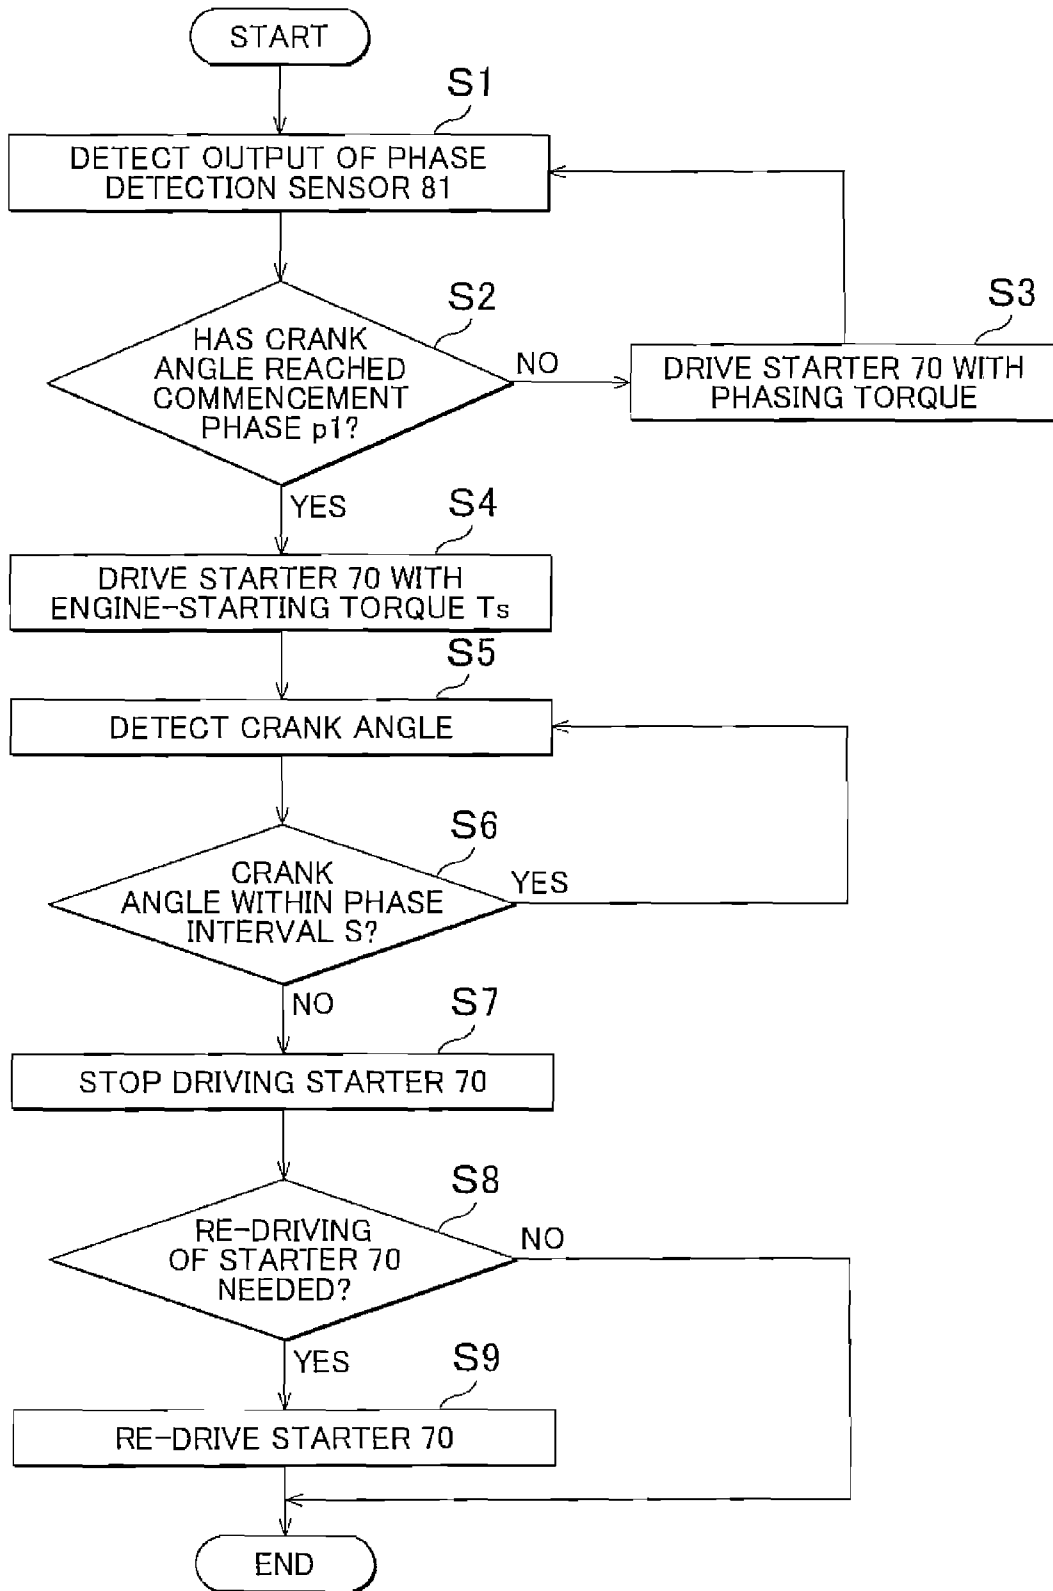 START
S1
DETECT OUTPUT OF PHASE
DETECTION SENSOR 81
S2
HAS CRANK
ANGLE REACHED
COMMENCEMENT
PHASE p1?
NO
S3
DRIVE STARTER 70 WITH
PHASING TORQUE
YES
S4
DRIVE STARTER 70 WITH
ENGINE-STARTING TORQUE Ts
S5
DETECT CRANK ANGLE
S6
CRANK
ANGLE WITHIN PHASE
INTERVAL S?
YES
NO
S7
STOP DRIVING STARTER 70
S8
RE-DRIVING
OF STARTER 70
NEEDED?
NO
YES
S9
RE-DRIVE STARTER 70
END